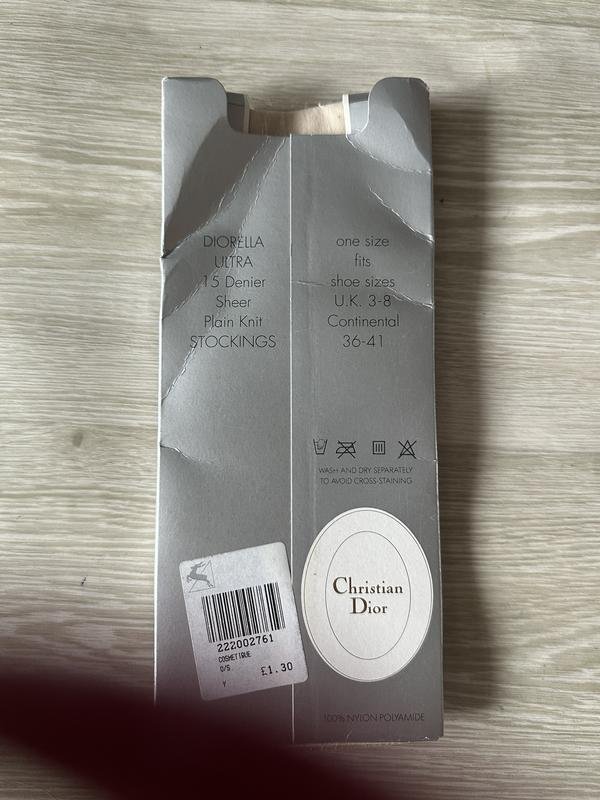 DIORELLA
ULTRA
15 Denier
Sheer
Plain Knit
STOCKINGS
one size
fits
shoe sizes
U.K. 3-8
Continental
36-41
WASH AND DRY SEPARATELY
TO AVOID CROSS-STAINING
Christian
Dior
222002761
COSMETIQUE
O/S
£1.30
Y
100% NYLON POLYAMIDE